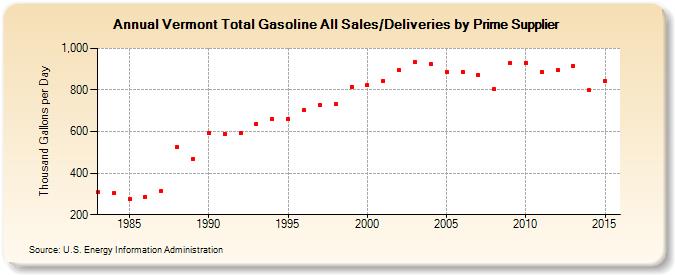 Annual Vermont Total Gasoline All Sales/Deliveries by Prime Supplier
Thousand Gallons per Day
1,000
800
600
400
200
1985 1990 1995 2000 2005 2010 2015
Source: U.S. Energy Information Administration